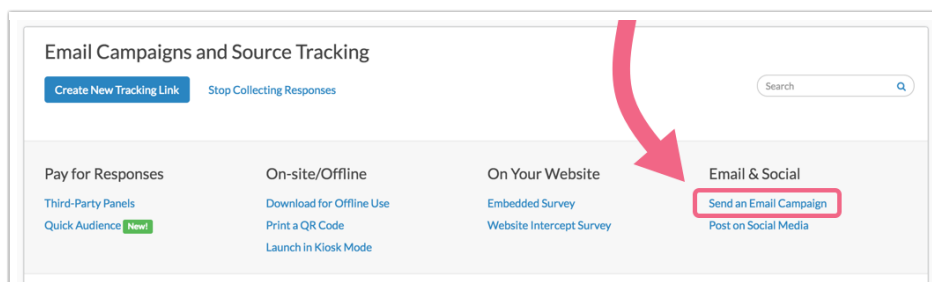 Email Campaigns and Source Tracking
Create New Tracking Link
Stop Collecting Responses
Search
Pay for Responses
Third-Party Panels
Quick Audience New!
On-site/Offline
Download for Offline Use
Print a QR Code
Launch in Kiosk Mode
On Your Website
Embedded Survey
Website Intercept Survey
Email & Social
Send an Email Campaign
Post on Social Media